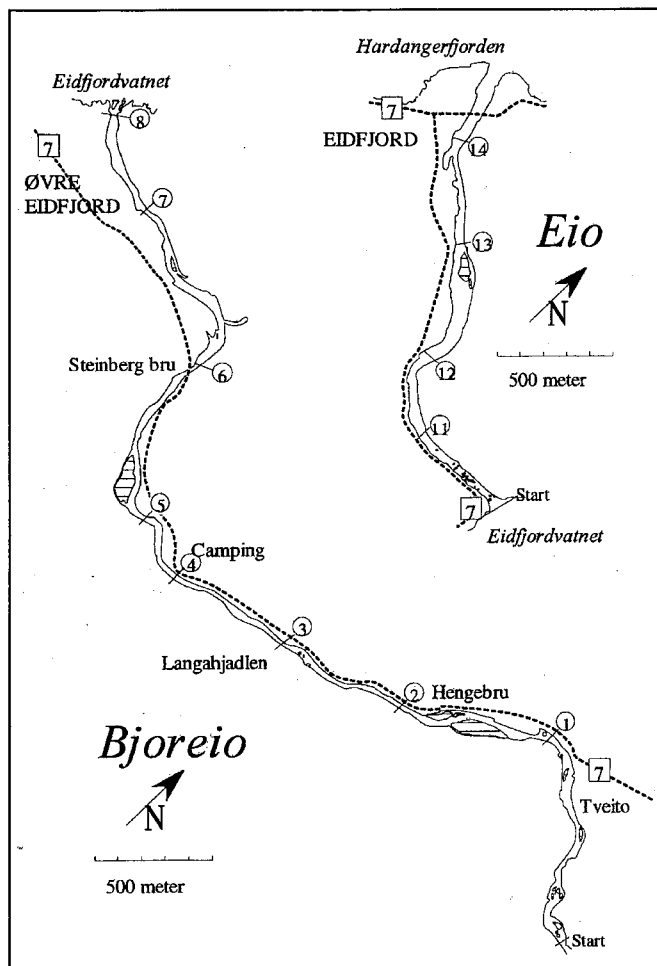 Hardangerfjorden
Eidfjordvatnet
8
7
EIDFJORD
14
7
ØVRE
EIDFJORD
7
13
Eio
N
500 meter
Steinberg bru
6
12
11
Start
7
Eidfjordvatnet
5
Camping
4
3
Langahjadlen
Hengebru
2
1
Bjoreio
N
7
Tveito
500 meter
Start